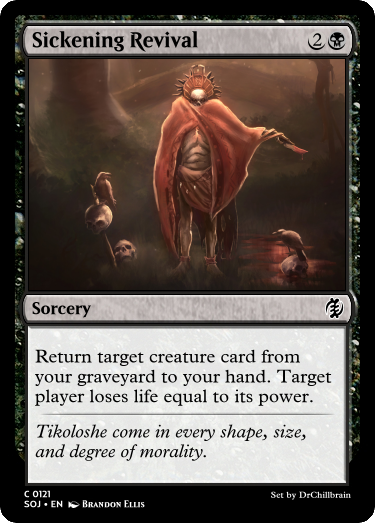 Sickening Revival 2
Sorcery
Return target creature card from
your graveyard to your hand. Target
player loses life equal to its power.
Tikoloshe come in every shape, size,
and degree of morality.
C 0121
SOJ • EN Brandon Ellis
Set by DrChillbrain